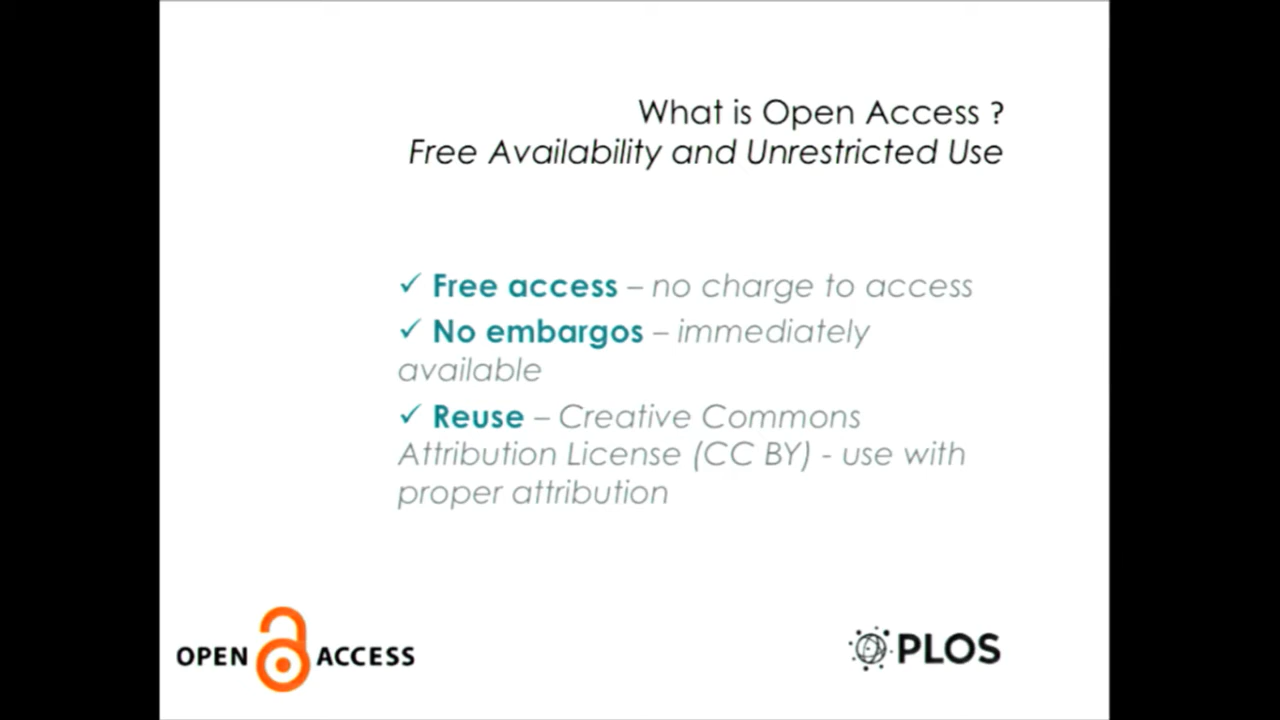 What is Open Access ?
Free Availability and Unrestricted Use
✓ Free access – no charge to access
✓ No embargos – immediately
available
✓ Reuse – Creative Commons
Attribution License (CC BY) - use with
proper attribution
OPEN ACCESS
PLOS